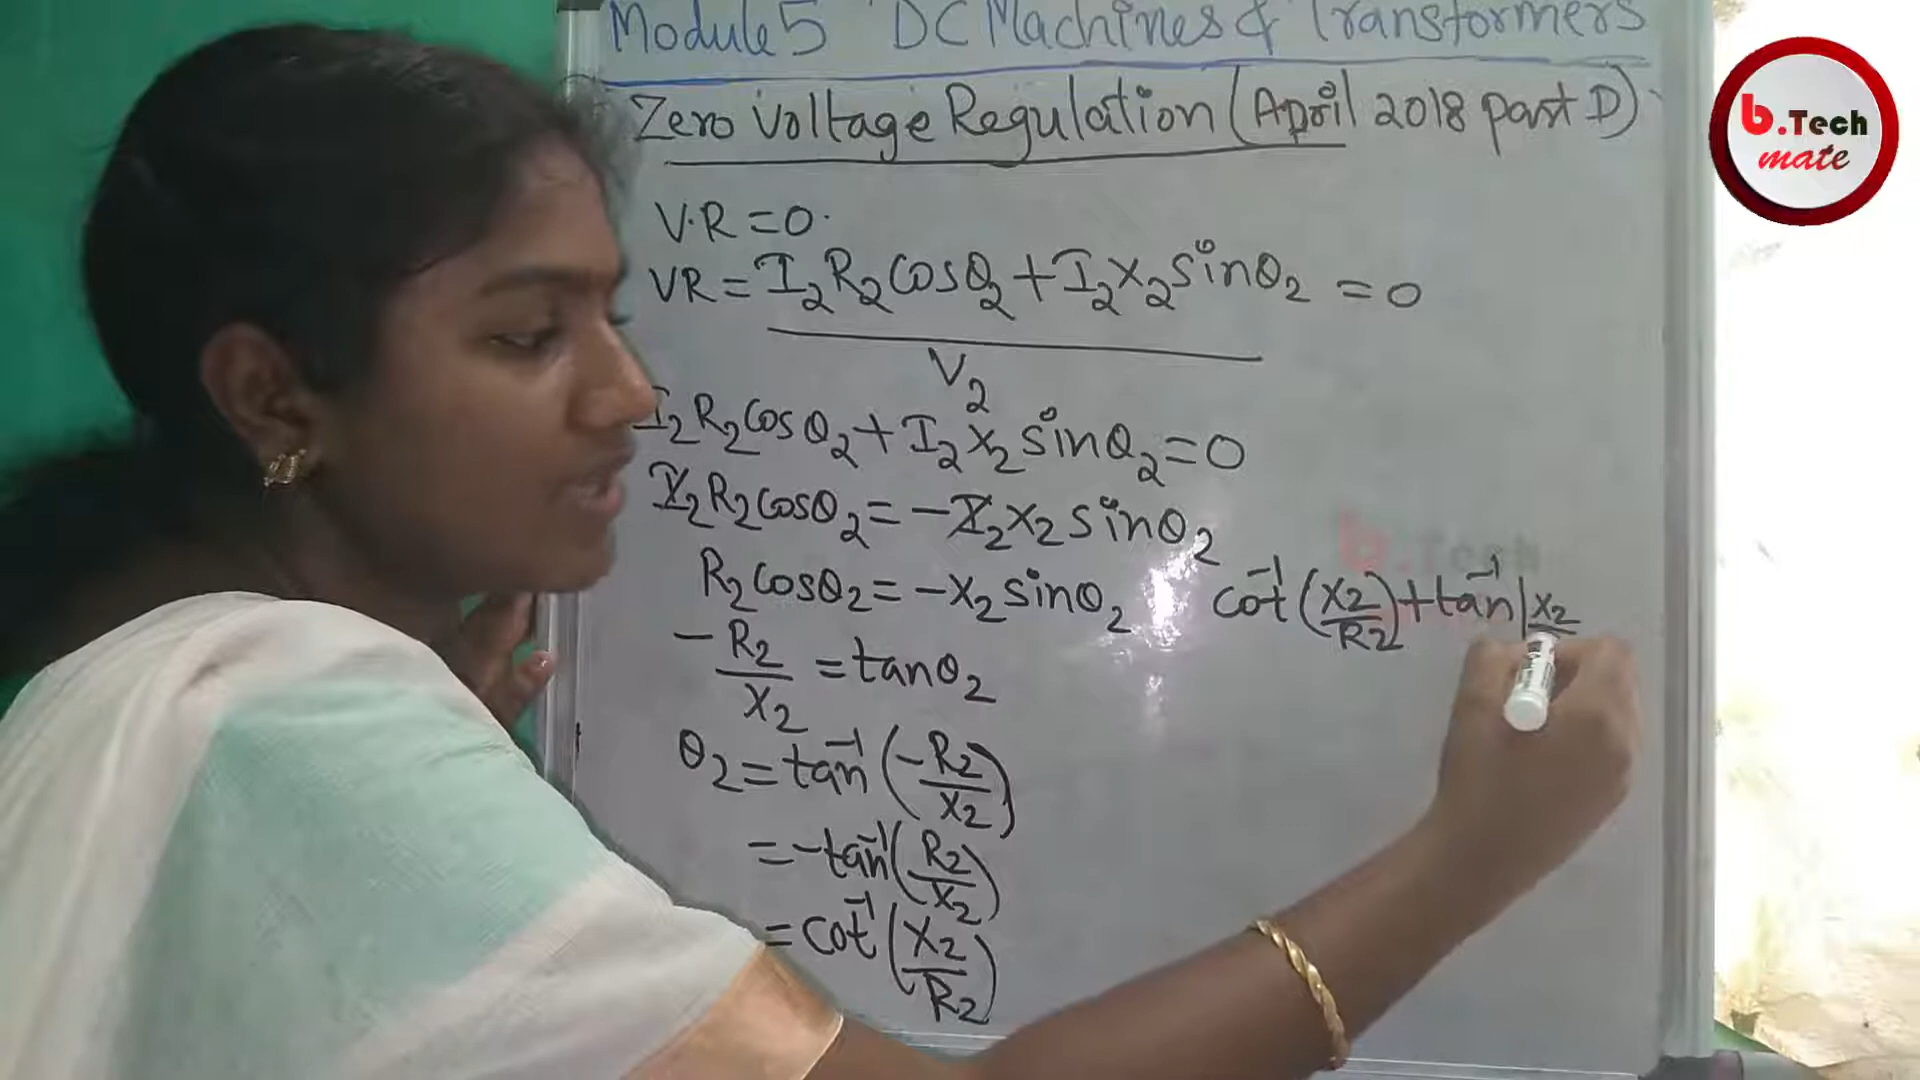 Module 5 DC Machines & Transformers
Zero Voltage Regulation (April 2018 part D)
V.R = 0.
VR = I₂R₂cosθ₂ + I₂X₂sinθ₂ = 0
V₂
I₂R₂cosθ₂ + I₂X₂sinθ₂ = 0
I₂R₂cosθ₂ = -I₂X₂sinθ₂
R₂cosθ₂ = -X₂sinθ₂
-R₂/X₂ = tanθ₂
θ₂ = tan⁻¹(-R₂/X₂)
= -tan⁻¹(R₂/X₂)
= cot⁻¹(X₂/R₂)
cot⁻¹(X₂/R₂) + tan⁻¹(X₂
b.Tech
mate
b.Tech